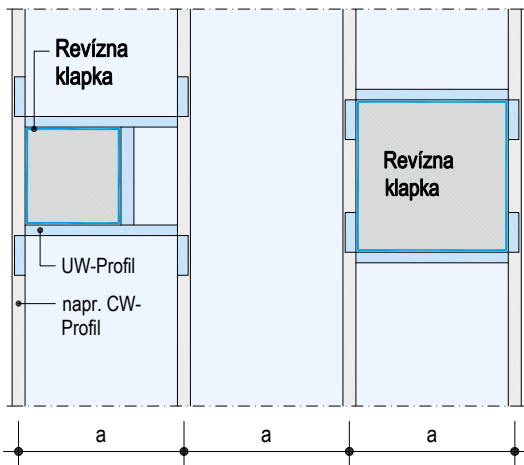 Revízna
klapka
Revízna
klapka
UW-Profil
napr. CW-
Profil
a
a
a